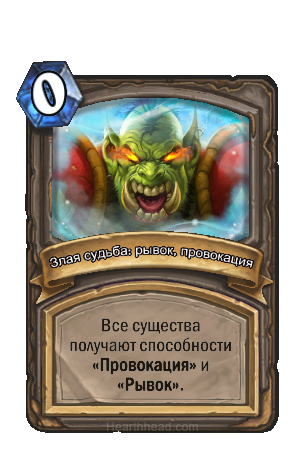 0
Злая судьба: рывок, провокация
Все существа
получают способности
«Провокация» и
«Рывок».
Hearthhead.com